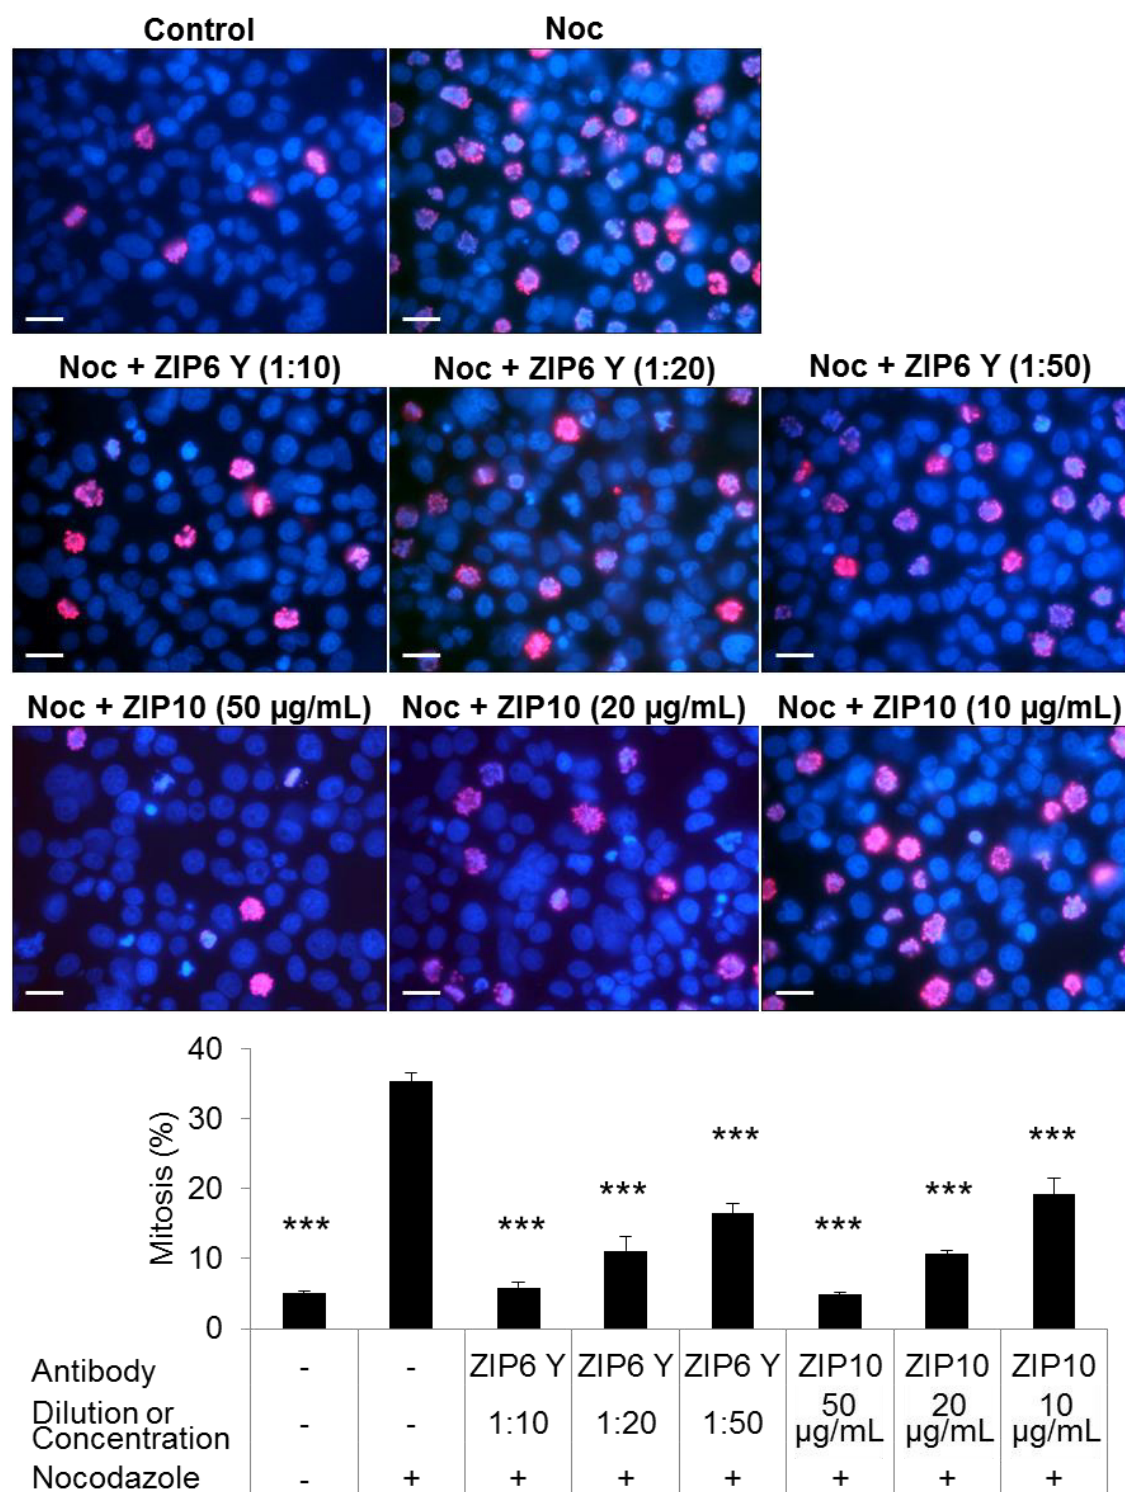 Control
Noc
Noc + ZIP6 Y (1:10)
Noc + ZIP6 Y (1:20)
Noc + ZIP6 Y (1:50)
Noc + ZIP10 (50 µg/mL)
Noc + ZIP10 (20 µg/mL)
Noc + ZIP10 (10 µg/mL)
Mitosis (%)
40
30
20
10
0
*** *** *** *** *** *** ***
Antibody - - ZIP6 Y ZIP6 Y ZIP6 Y ZIP10 ZIP10 ZIP10
Dilution or
Concentration - - 1:10 1:20 1:50 50 µg/mL 20 µg/mL 10 µg/mL
Nocodazole - + + + + + + +